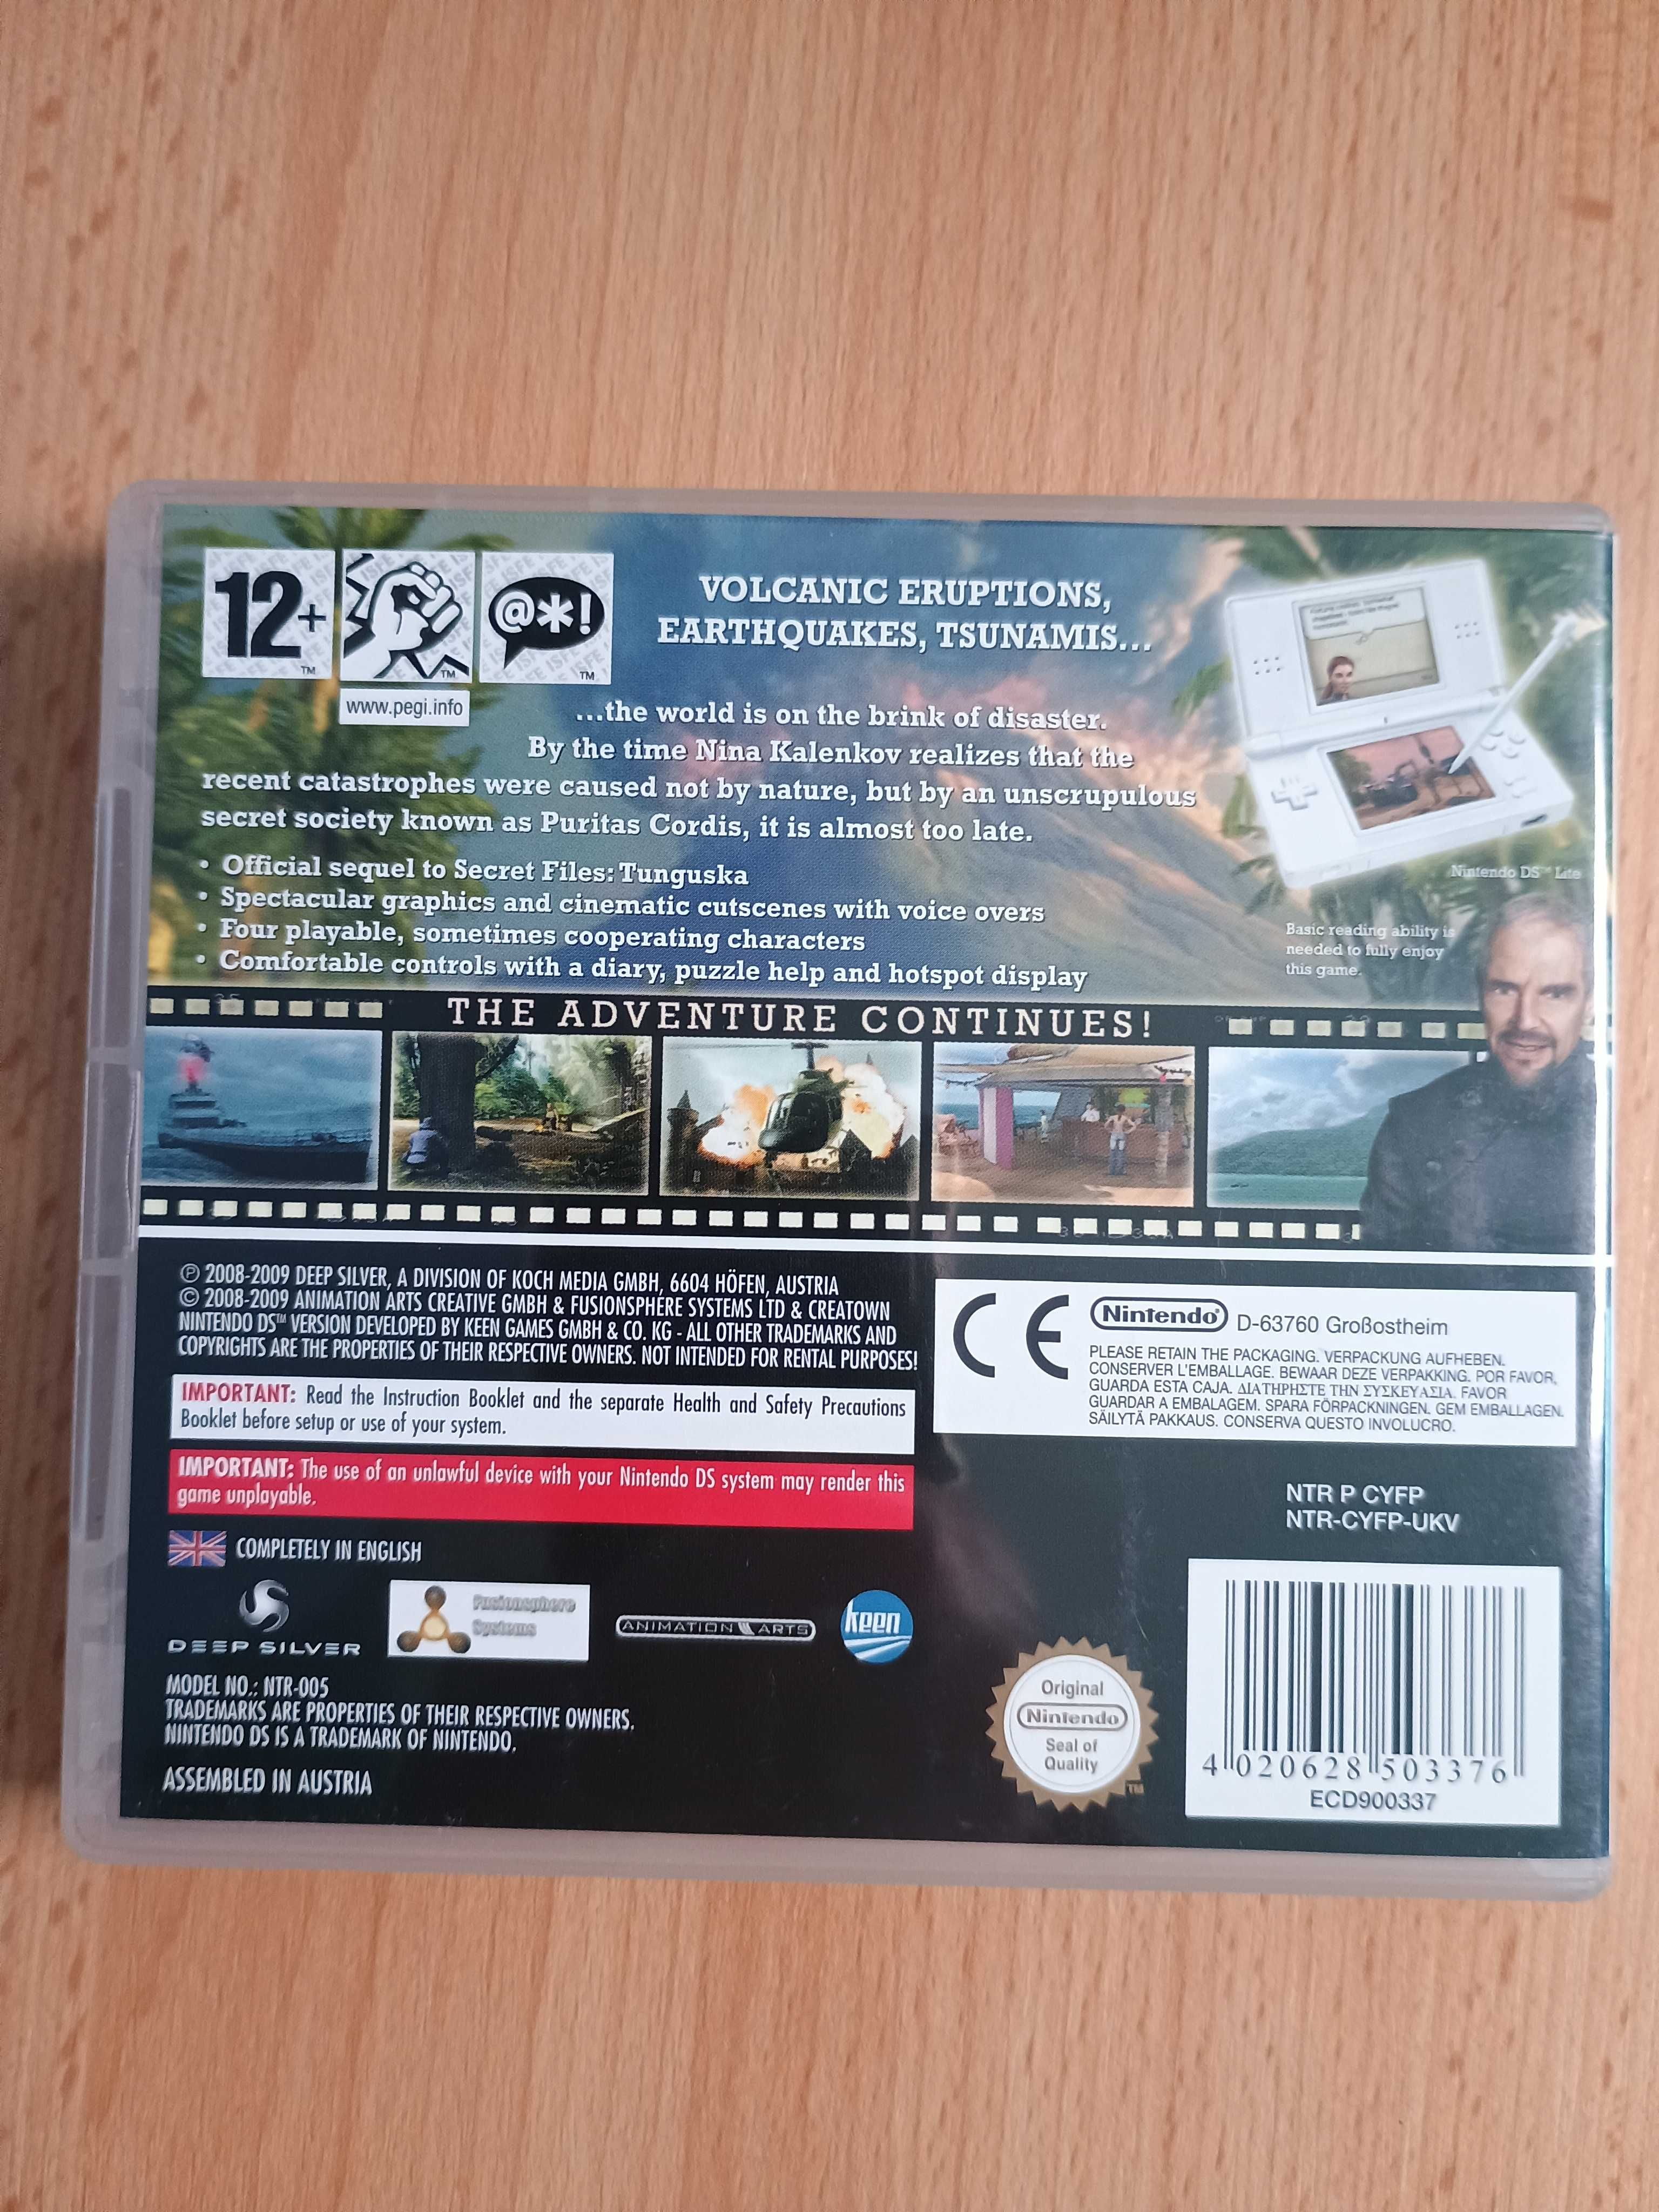 12+
TM
TM
@*!
TM
www.pegi.info
VOLCANIC ERUPTIONS,
EARTHQUAKES, TSUNAMIS...
...the world is on the brink of disaster.
By the time Nina Kalenkov realizes that the
recent catastrophes were caused not by nature, but by an unscrupulous
secret society known as Puritas Cordis, it is almost too late.
• Official sequel to Secret Files: Tunguska
• Spectacular graphics and cinematic cutscenes with voice overs
• Four playable, sometimes cooperating characters
• Comfortable controls with a diary, puzzle help and hotspot display
Nintendo DS™ Lite
Basic reading ability is
needed to fully enjoy
this game.
THE ADVENTURE CONTINUES!
℗ 2008-2009 DEEP SILVER, A DIVISION OF KOCH MEDIA GMBH, 6604 HÖFEN, AUSTRIA
© 2008-2009 ANIMATION ARTS CREATIVE GMBH & FUSIONSPHERE SYSTEMS LTD & CREATOWN
NINTENDO DS™ VERSION DEVELOPED BY KEEN GAMES GMBH & CO. KG - ALL OTHER TRADEMARKS AND
COPYRIGHTS ARE THE PROPERTIES OF THEIR RESPECTIVE OWNERS. NOT INTENDED FOR RENTAL PURPOSES!
IMPORTANT: Read the Instruction Booklet and the separate Health and Safety Precautions
Booklet before setup or use of your system.
IMPORTANT: The use of an unlawful device with your Nintendo DS system may render this
game unplayable.
COMPLETELY IN ENGLISH
CE
Nintendo® D-63760 Großostheim
PLEASE RETAIN THE PACKAGING. VERPACKUNG AUFHEBEN.
CONSERVER L'EMBALLAGE. BEWAAR DEZE VERPAKKING. POR FAVOR,
GUARDA ESTA CAJA. ΔΙΑΤΗΡΗΣΤΕ ΤΗΝ ΣΥΣΚΕΥΑΣΙΑ. FAVOR
GUARDAR A EMBALAGEM. SPARA FÖRPACKNINGEN. GEM EMBALLAGEN.
SÄILYTÄ PAKKAUS. CONSERVA QUESTO INVOLUCRO.
NTR P CYFP
NTR-CYFP-UKV
DEEP SILVER
Fusionsphere
Systems
ANIMATION ARTS
keen
MODEL NO.: NTR-005
TRADEMARKS ARE PROPERTIES OF THEIR RESPECTIVE OWNERS.
NINTENDO DS IS A TRADEMARK OF NINTENDO.
ASSEMBLED IN AUSTRIA
Original
Nintendo
Seal of
Quality
TM
4 020628 503376
ECD900337